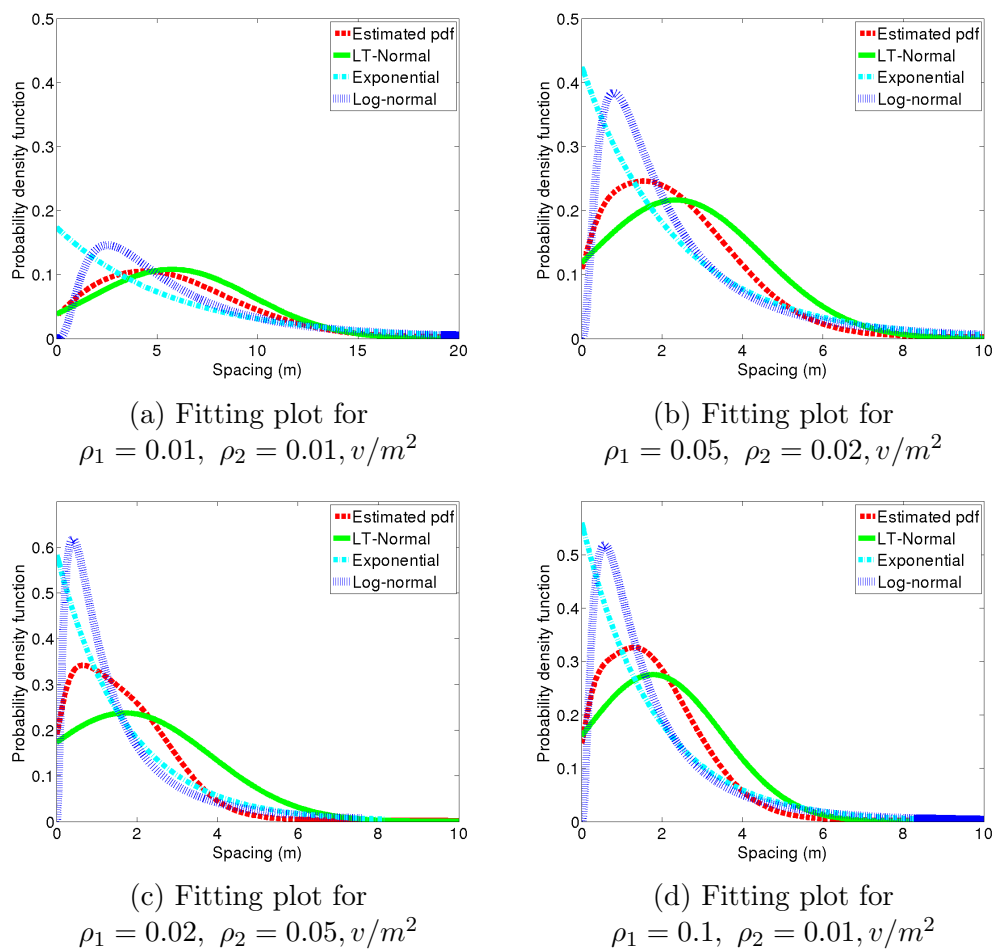 0.5
0.4
0.3
0.2
0.1
0
Probability density function
Estimated pdf
LT-Normal
Exponential
Log-normal
0 5 10 15 20
Spacing (m)
(a) Fitting plot for
ρ₁ = 0.01, ρ₂ = 0.01, v/m²
0.5
0.4
0.3
0.2
0.1
0
Probability density function
Estimated pdf
LT-Normal
Exponential
Log-normal
0 2 4 6 8 10
Spacing (m)
(b) Fitting plot for
ρ₁ = 0.05, ρ₂ = 0.02, v/m²
0.6
0.5
0.4
0.3
0.2
0.1
0
Probability density function
Estimated pdf
LT-Normal
Exponential
Log-normal
0 2 4 6 8 10
Spacing (m)
(c) Fitting plot for
ρ₁ = 0.02, ρ₂ = 0.05, v/m²
0.5
0.4
0.3
0.2
0.1
0
Probability density function
Estimated pdf
LT-Normal
Exponential
Log-normal
0 2 4 6 8 10
Spacing (m)
(d) Fitting plot for
ρ₁ = 0.1, ρ₂ = 0.01, v/m²